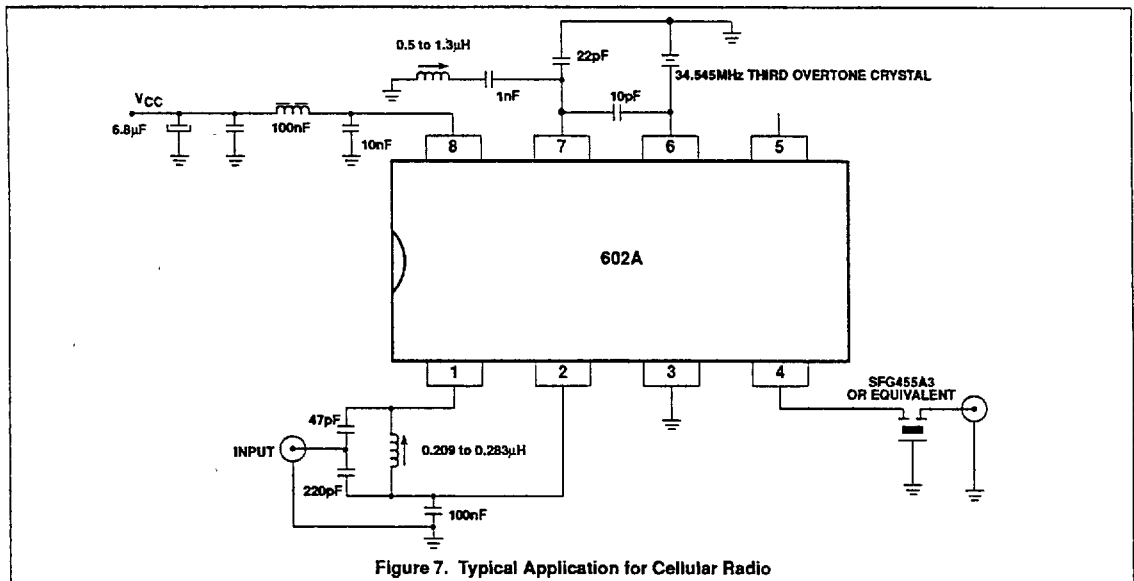 0.5 to 1.3µH
22pF
34.545MHz THIRD OVERTONE CRYSTAL
1nF
10pF
VCC
6.8µF
100nF
10nF
8
7
6
5
602A
1
2
3
4
SFG455A3
OR EQUIVALENT
47pF
INPUT
0.209 to 0.283µH
220pF
100nF
Figure 7. Typical Application for Cellular Radio